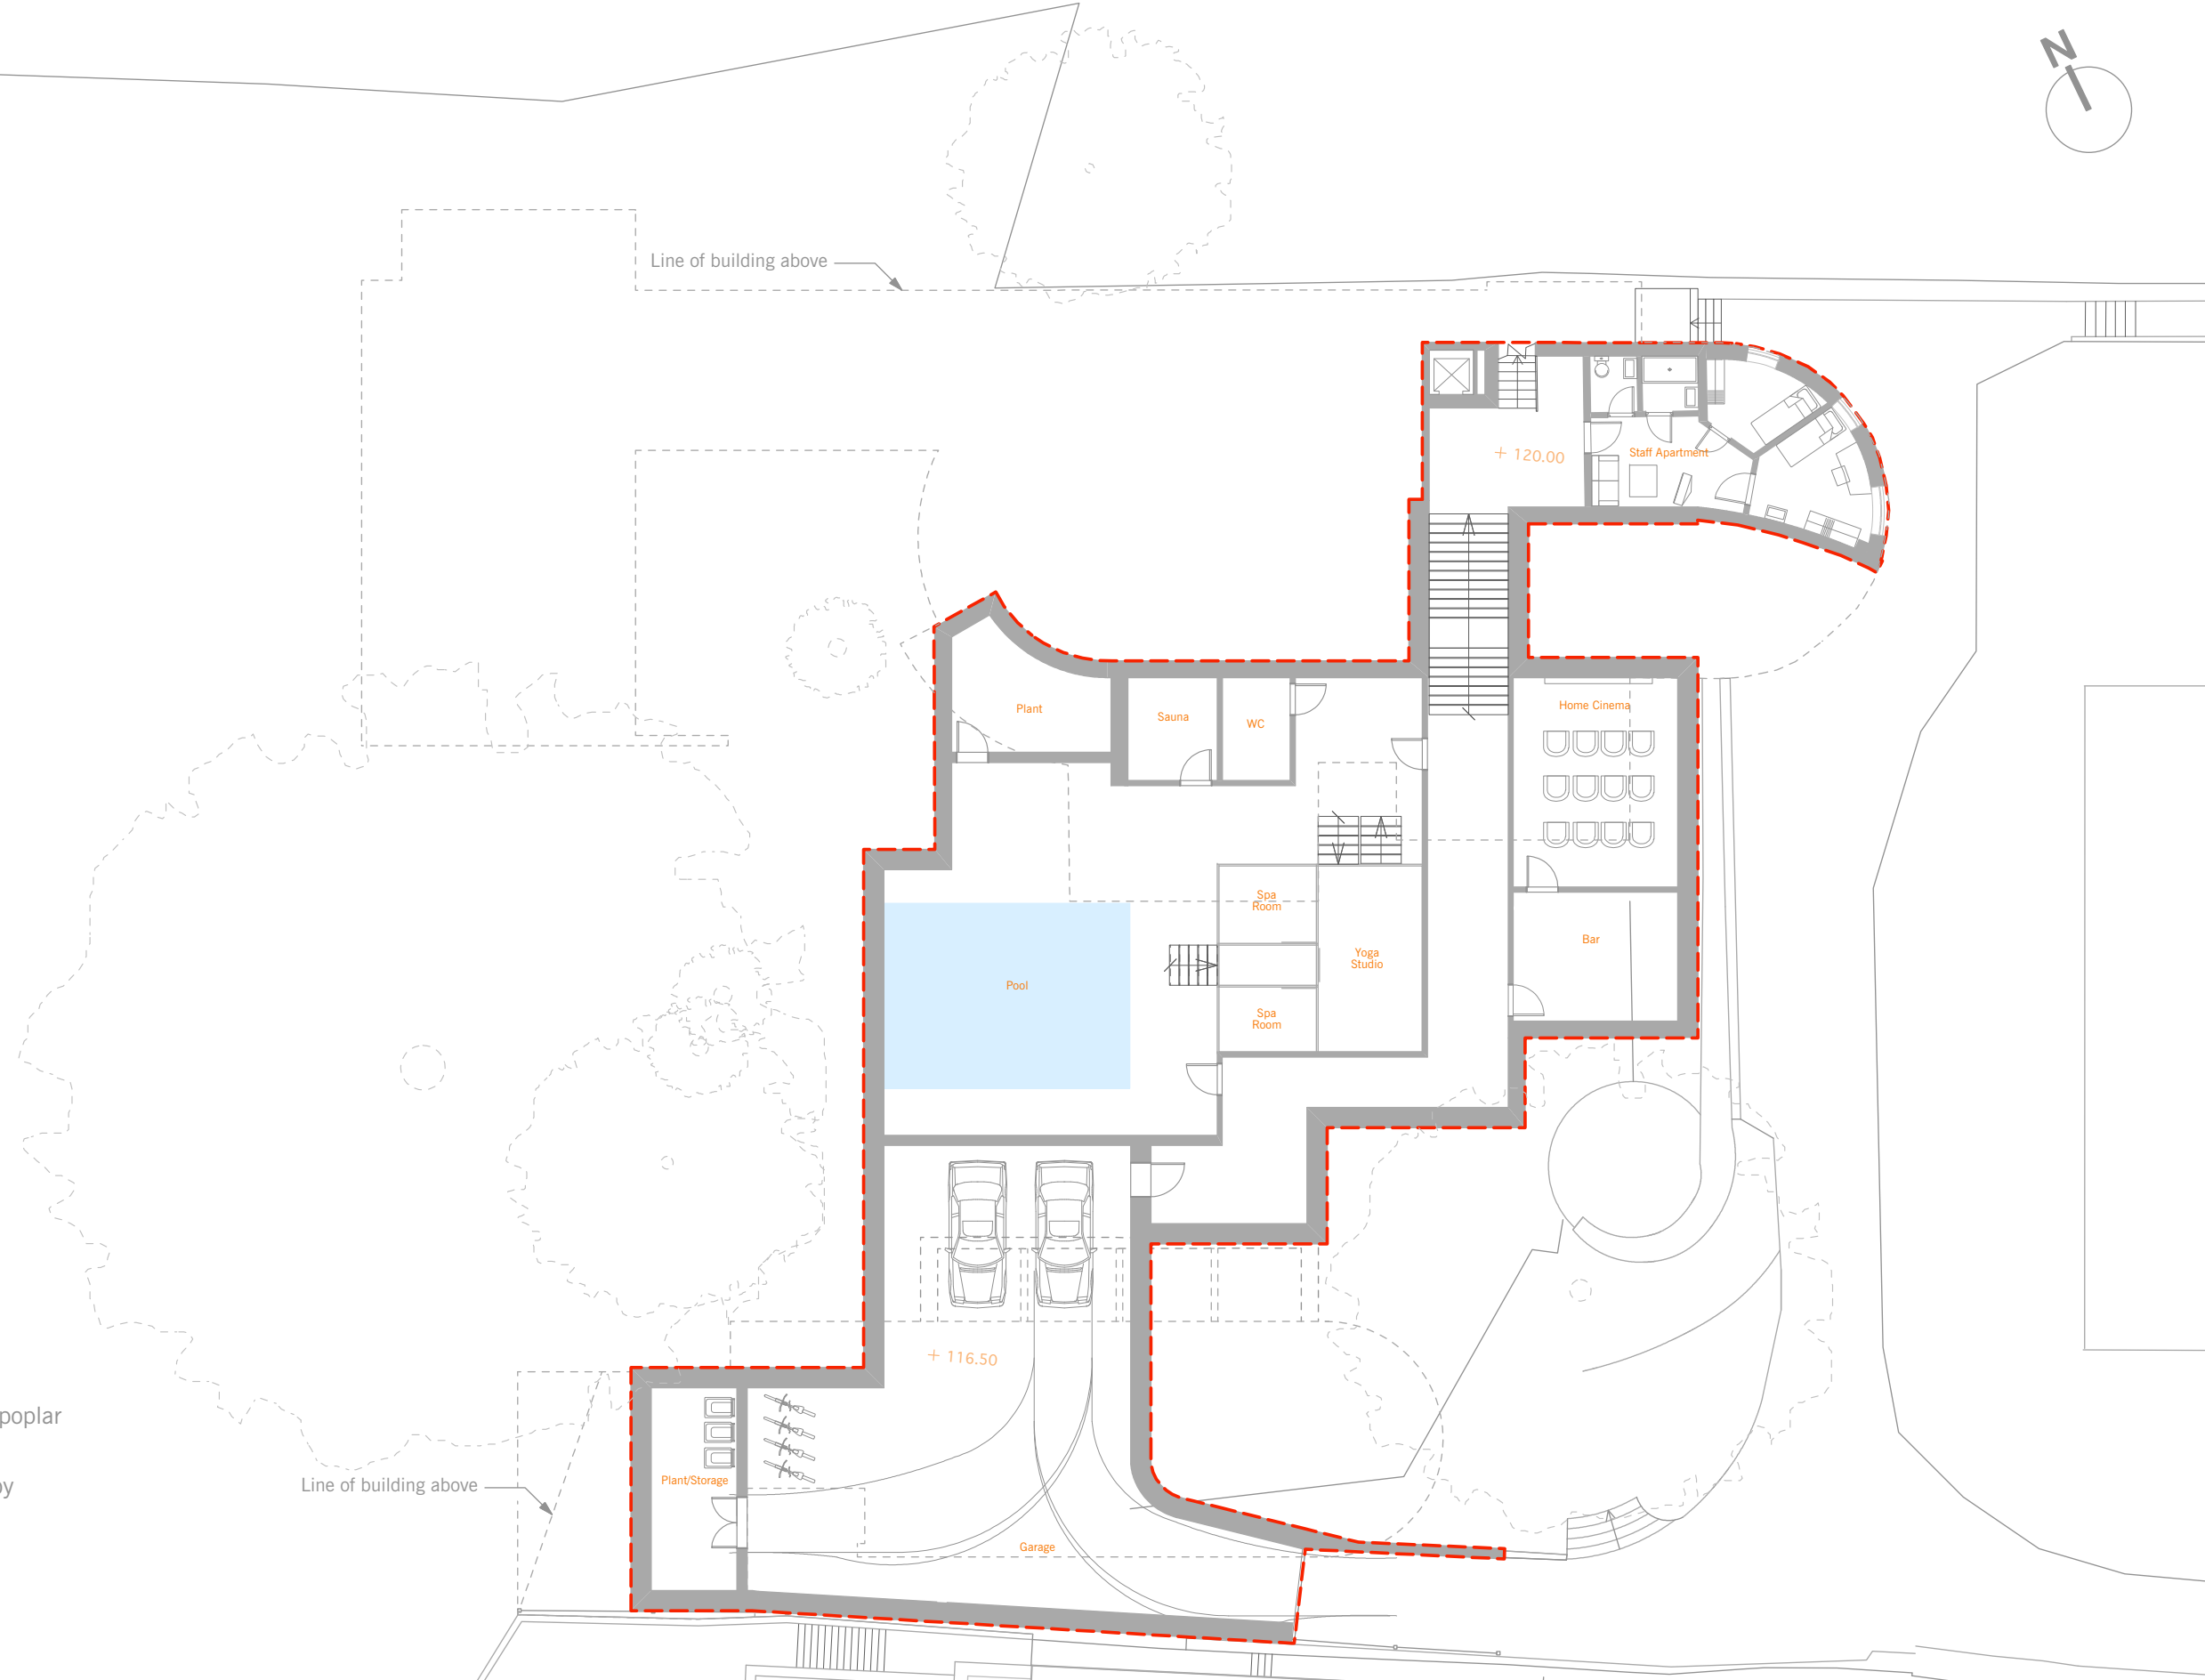 N
Line of building above
+ 120.00
Staff Apartment
Plant
Sauna
WC
Home Cinema
Spa
Room
Bar
Yoga
Studio
Pool
Spa
Room
+ 116.50
poplar
Plant/Storage
Line of building above
Garage